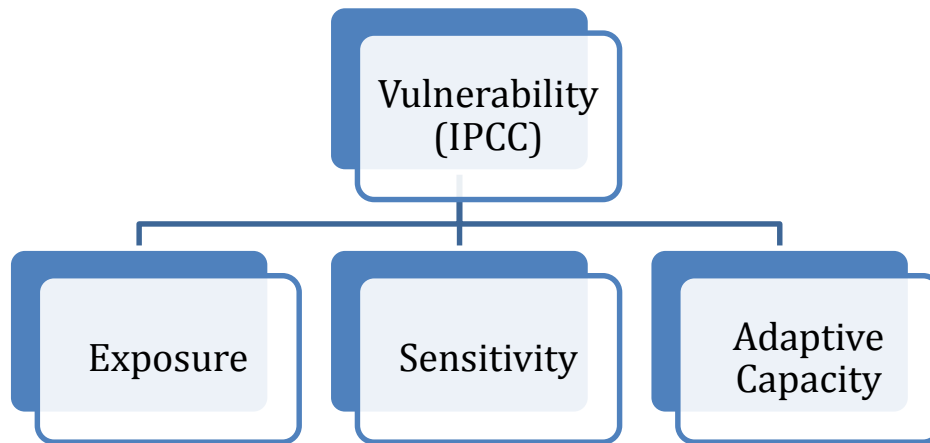 Vulnerability
(IPCC)
Exposure
Sensitivity
Adaptive
Capacity